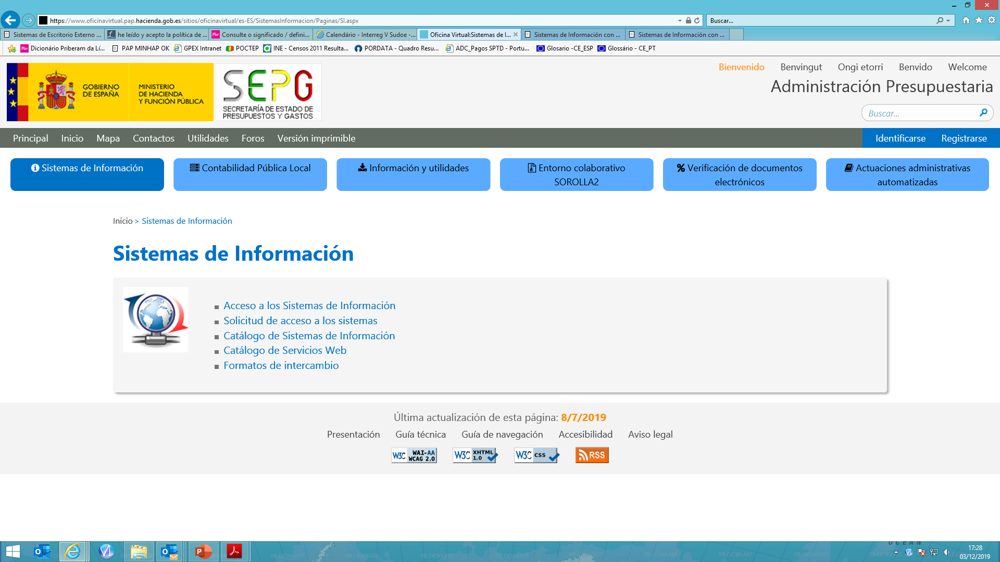 https://www.oficinavirtual.pap.hacienda.gob.es/sitios/oficinavirtual/es-ES/SistemasInformacion/Paginas/SI.aspx
Buscar...
Sistemas de Escritorio Externo ...
he leído y acepto la política de ...
Consulte o significado / defini...
Calendário - Interreg V Sudoe -...
Oficina Virtual:Sistemas de I...
Sistemas de Información con ...
Sistemas de Información con ...
Dicionário Priberam da Lí...
PAP MINHAP OK
GPEX Intranet
POCTEP
INE - Censos 2011 Resulta...
PORDATA - Quadro Resu...
ADC_Pagos SPTD - Portu...
Glosario -CE_ESP
Glossário - CE_PT
GOBIERNO
DE ESPAÑA
MINISTERIO
DE HACIENDA
Y FUNCIÓN PÚBLICA
SEPG
SECRETARÍA DE ESTADO DE
PRESUPUESTOS Y GASTOS
Bienvenido Benvingut Ongi etorri Benvido Welcome
Administración Presupuestaria
Buscar...
Principal Inicio Mapa Contactos Utilidades Foros Versión imprimible
Identificarse Registrarse
Sistemas de Información
Contabilidad Pública Local
Información y utilidades
Entorno colaborativo
SOROLLA2
Verificación de documentos
electrónicos
Actuaciones administrativas
automatizadas
Inicio > Sistemas de Información
Sistemas de Información
Acceso a los Sistemas de Información
Solicitud de acceso a los sistemas
Catálogo de Sistemas de Información
Catálogo de Servicios Web
Formatos de intercambio
Última actualización de esta página: 8/7/2019
Presentación Guía técnica Guía de navegación Accesibilidad Aviso legal
W3C WAI-AA
WCAG 2.0
W3C XHTML
1.0
W3C css
RSS
OCEAN
17:28
03/12/2019